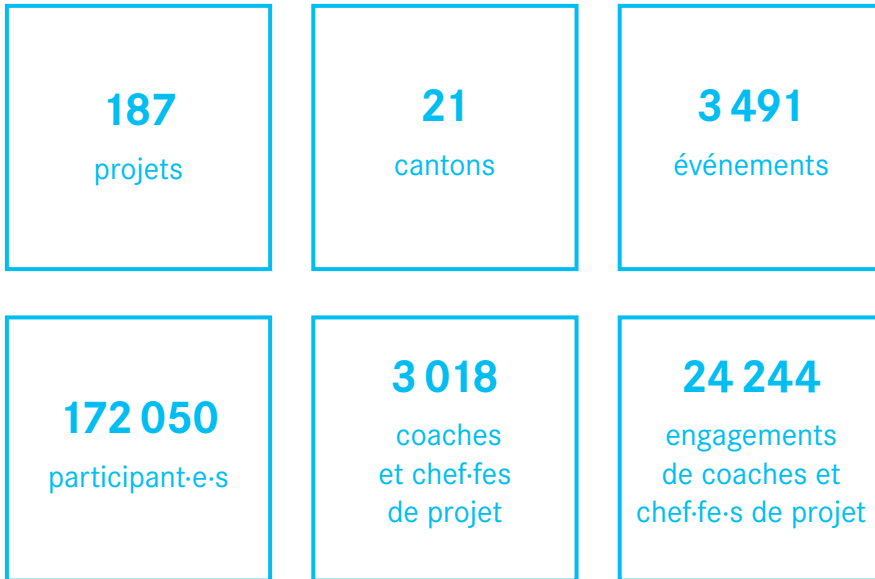 187
projets
21
cantons
3 491
événements
172 050
participant·e·s
3 018
coaches
et chef·fes
de projet
24 244
engagements
de coaches et
chef·fe·s de projet